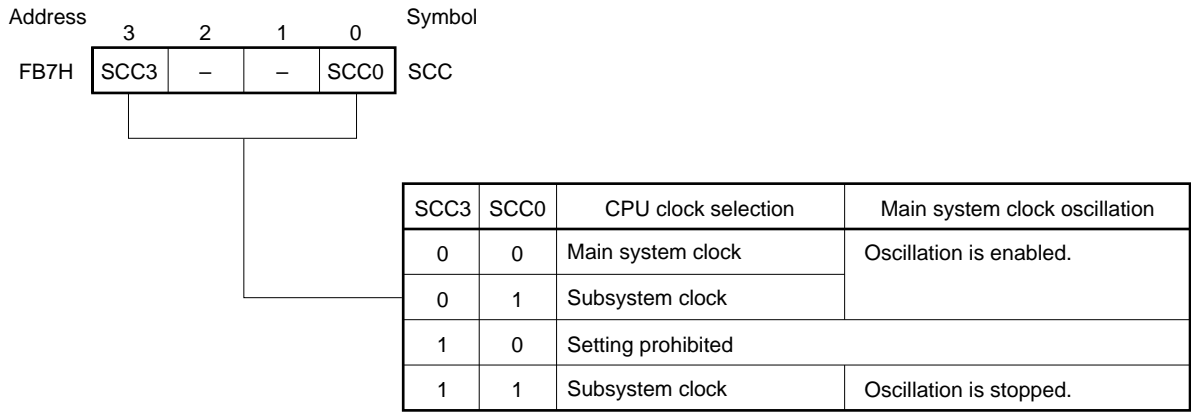 Address 3 2 1 0 Symbol
FB7H SCC3 – – SCC0 SCC
SCC3 SCC0 CPU clock selection Main system clock oscillation
0 0 Main system clock Oscillation is enabled.
0 1 Subsystem clock
1 0 Setting prohibited
1 1 Subsystem clock Oscillation is stopped.